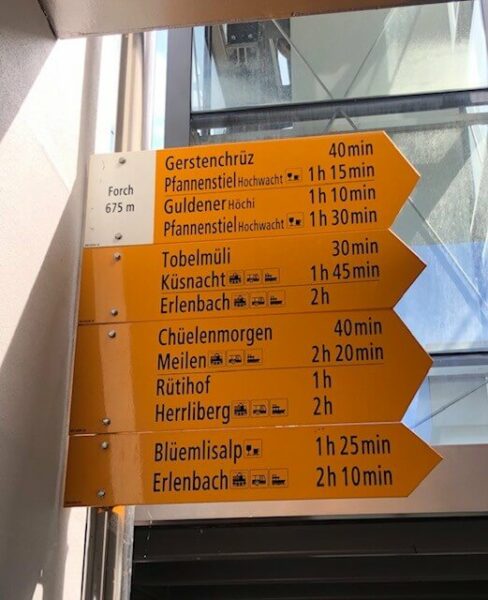 Forch
675 m
Gerstenchrüz 40 min
Pfannenstiel Hochwacht 1 h 15 min
Guldener Höchi 1 h 10 min
Pfannenstiel Hochwacht 1 h 30 min
Tobelmüli 30 min
Küsnacht 1 h 45 min
Erlenbach 2 h
Chüelenmorgen 40 min
Meilen 2 h 20 min
Rütihof 1 h
Herrliberg 2 h
Blüemlisalp 1 h 25 min
Erlenbach 2 h 10 min